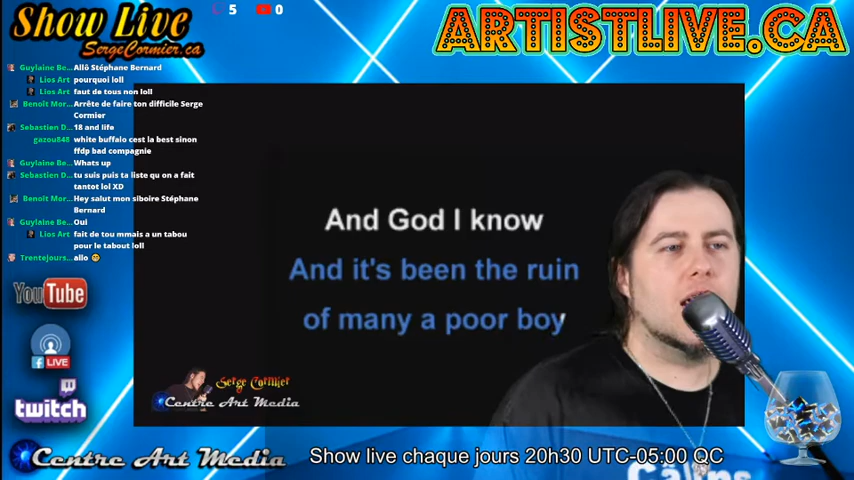 Show Live
SergeCormier.ca
5
0
ARTISTLIVE.CA
Guylaine Be... Allô Stéphane Bernard
Lios Art pourquoi loll
Lios Art faut de tous non loll
Benoît Mor... Arrête de faire ton difficile Serge
Cormier
Sebastien D... 18 and life
gazou848 white buffalo cest la best sinon
ffdp bad compagnie
Guylaine Be... Whats up
Sebastien D... tu suis puis ta liste qu on a fait
tantot lol XD
Benoît Mor... Hey salut mon siboire Stéphane
Bernard
Guylaine Be... Oui
Lios Art fait de tou mmais a un tabou
pour le tabout loll
Trentejours... allo
And God I know
And it's been the ruin
of many a poor boy
YouTube
LIVE
twitch
Serge Cormier
Centre Art Media
Centre Art Media
Show live chaque jours 20h30 UTC-05:00 QC